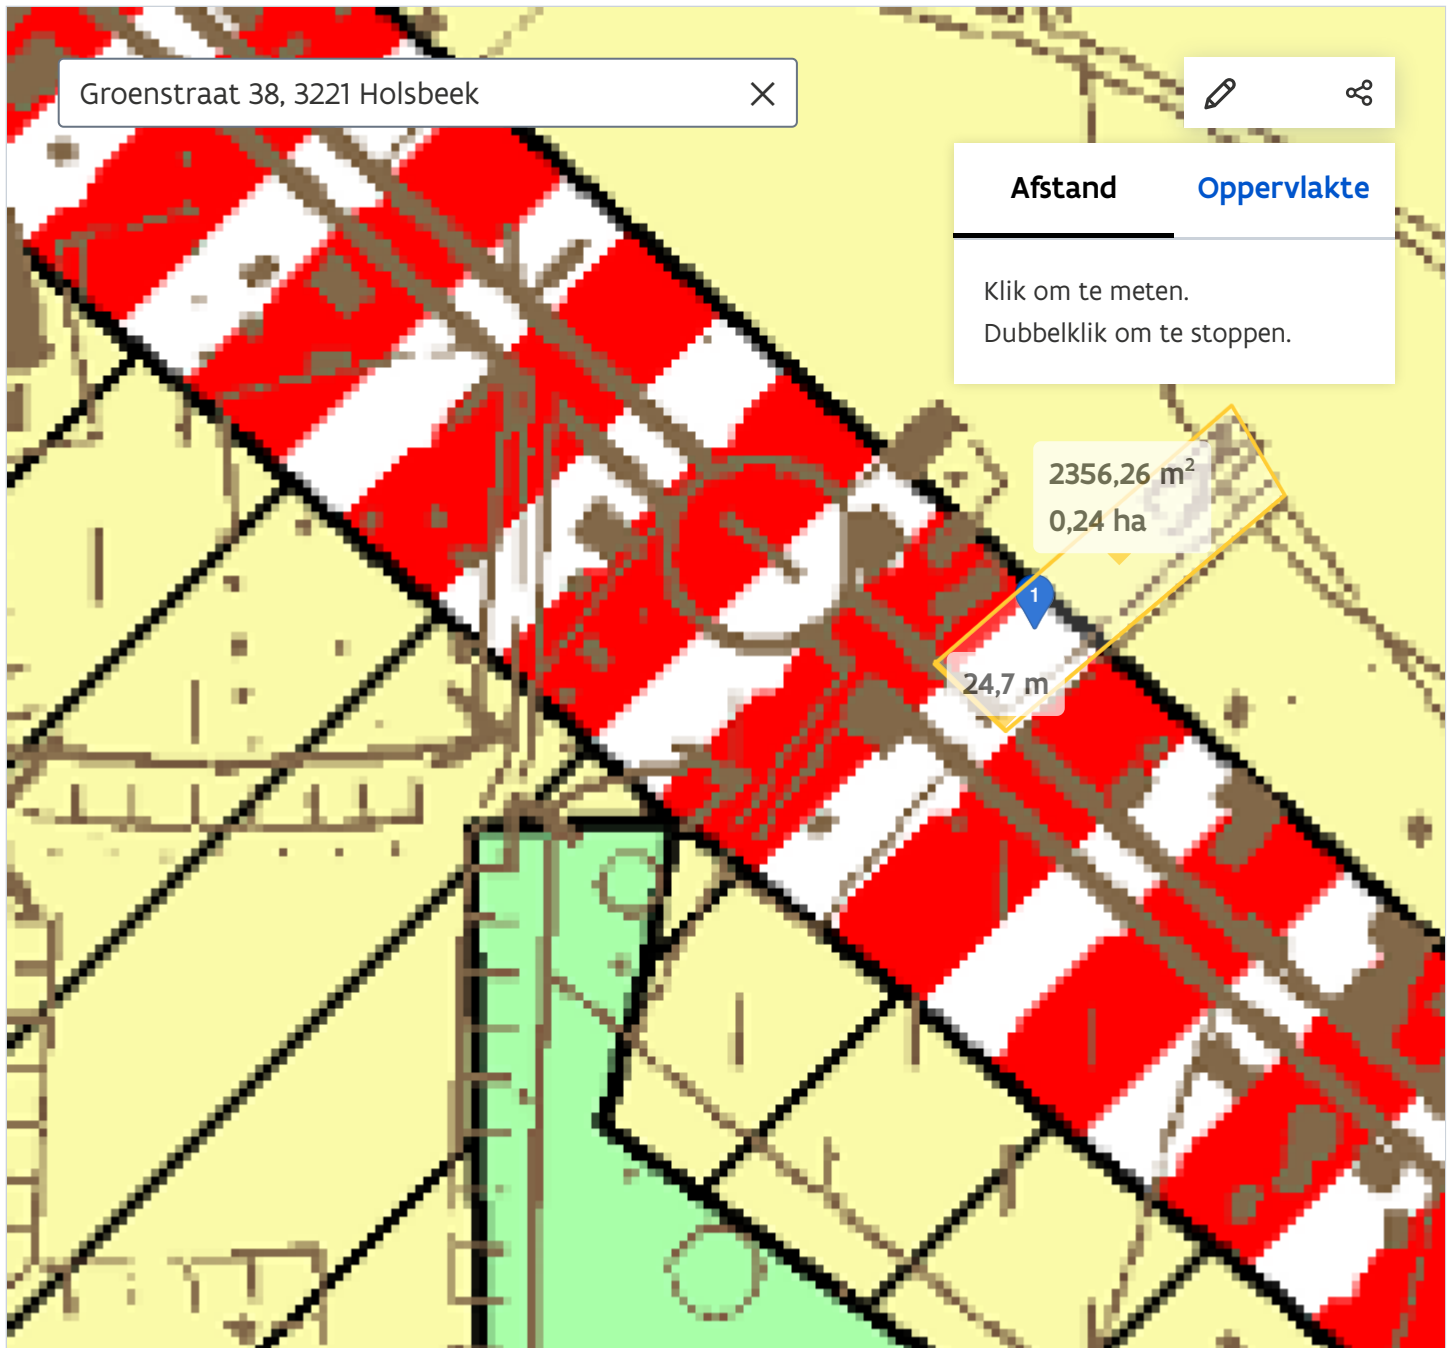 Groenstraat 38, 3221 Holsbeek
Afstand
Oppervlakte
Klik om te meten.
Dubbelklik om te stoppen.
2356,26 m²
0,24 ha
1
24,7 m